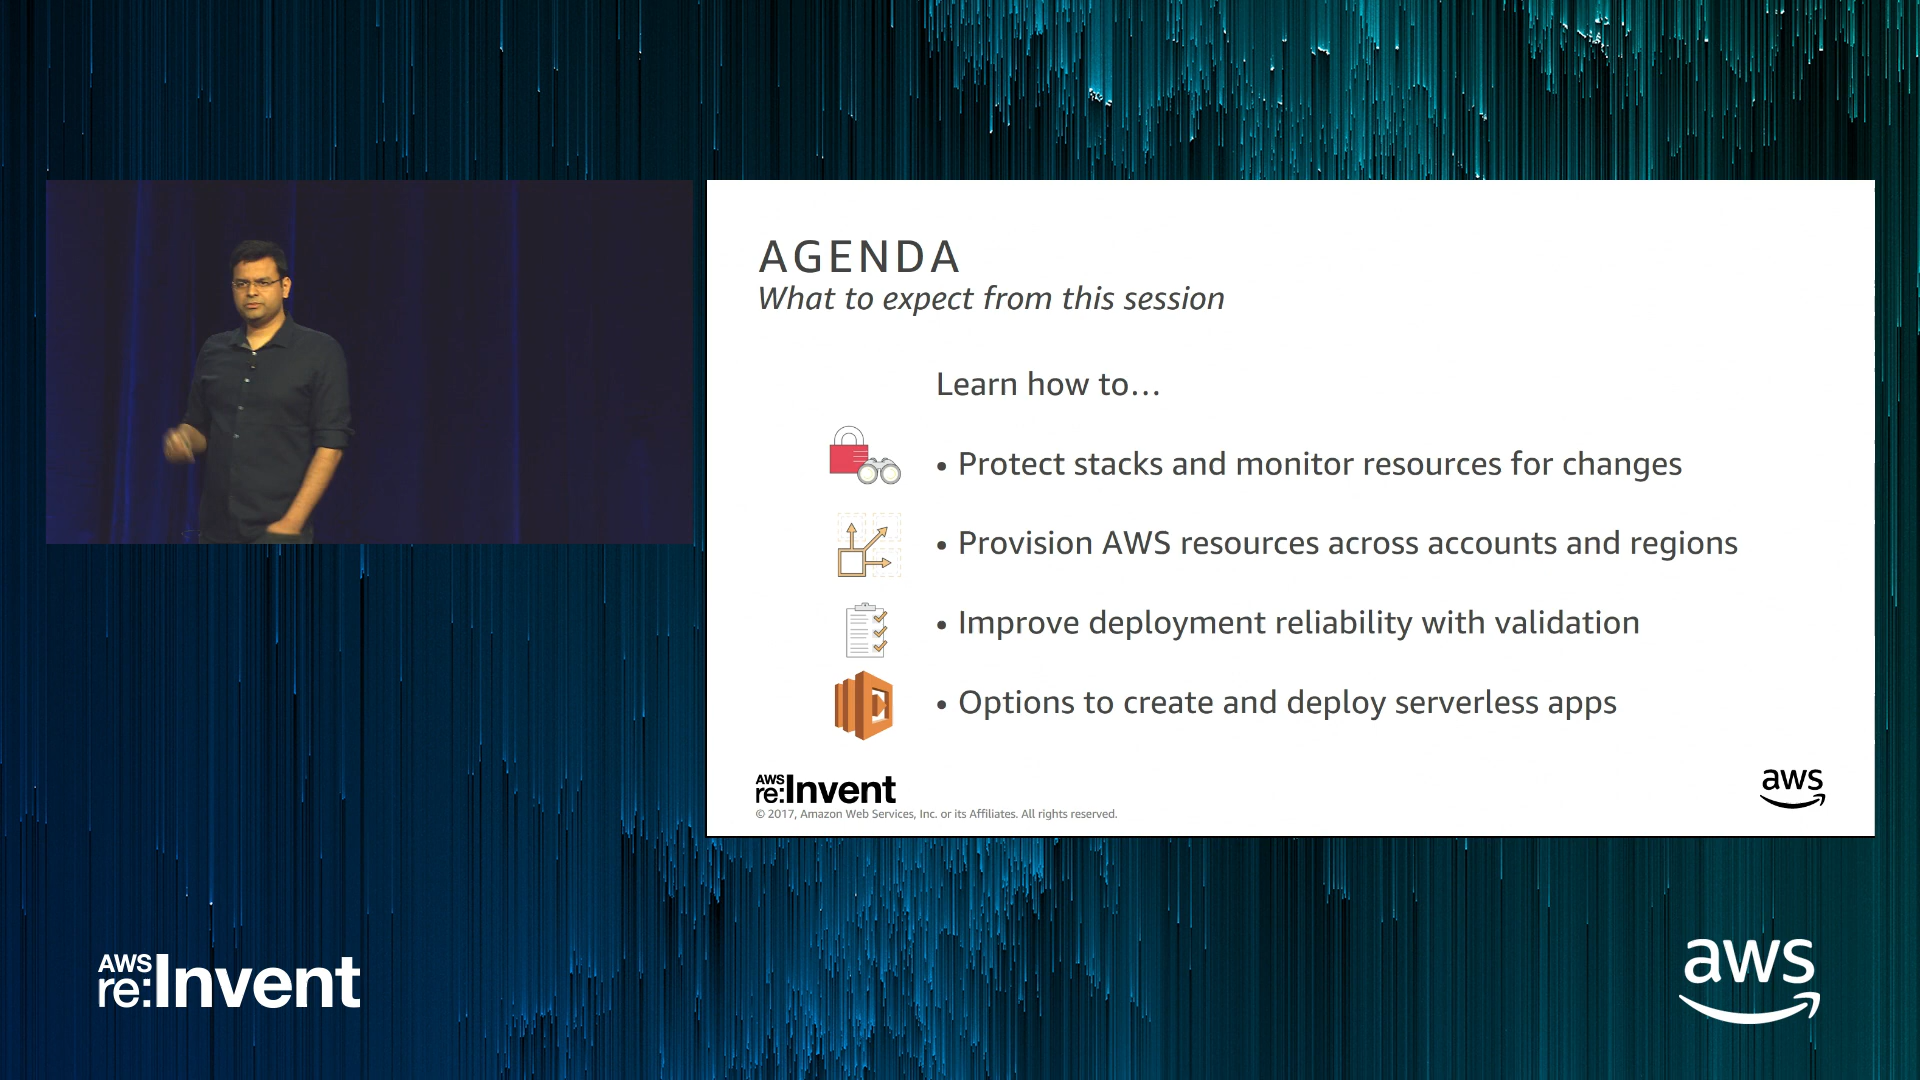 AGENDA
What to expect from this session
Learn how to...
• Protect stacks and monitor resources for changes
• Provision AWS resources across accounts and regions
• Improve deployment reliability with validation
• Options to create and deploy serverless apps
AWS
re:Invent
© 2017, Amazon Web Services, Inc. or its Affiliates. All rights reserved.
aws
AWS
re:Invent
aws